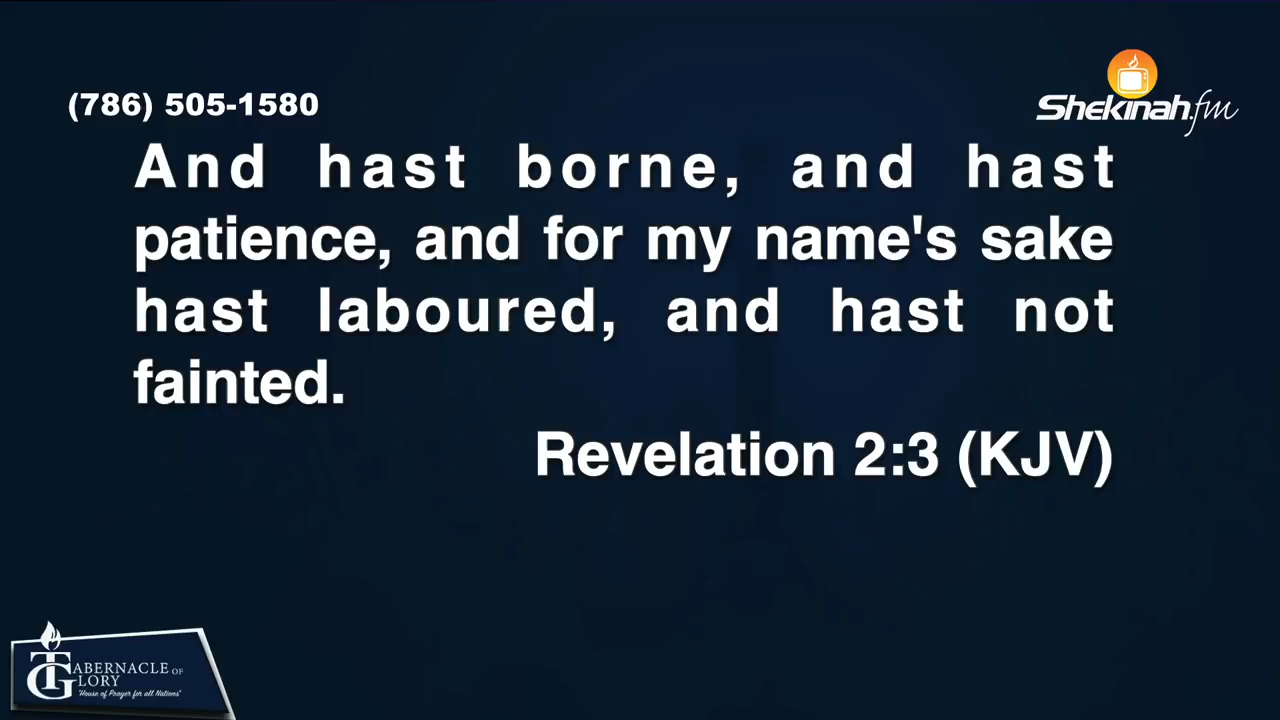 (786) 505-1580
Shekinah.fm
And hast borne, and hast
patience, and for my name's sake
hast laboured, and hast not
fainted.
Revelation 2:3 (KJV)
TABERNACLE OF
GLORY
"House of Prayer for all Nations"